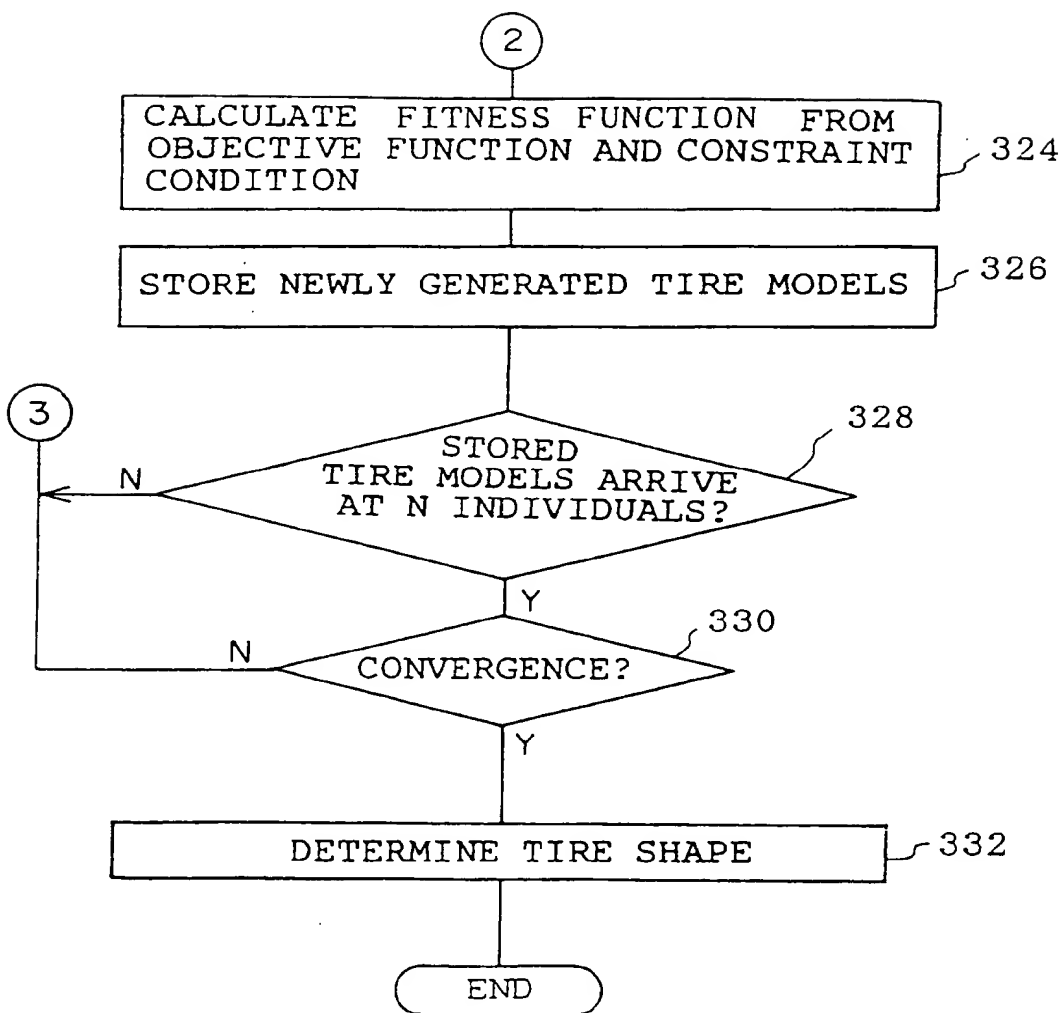 2
CALCULATE FITNESS FUNCTION FROM
OBJECTIVE FUNCTION AND CONSTRAINT
CONDITION
324
STORE NEWLY GENERATED TIRE MODELS
326
3
328
STORED
TIRE MODELS ARRIVE
AT N INDIVIDUALS?
N
Y
330
N
CONVERGENCE?
Y
DETERMINE TIRE SHAPE
332
END